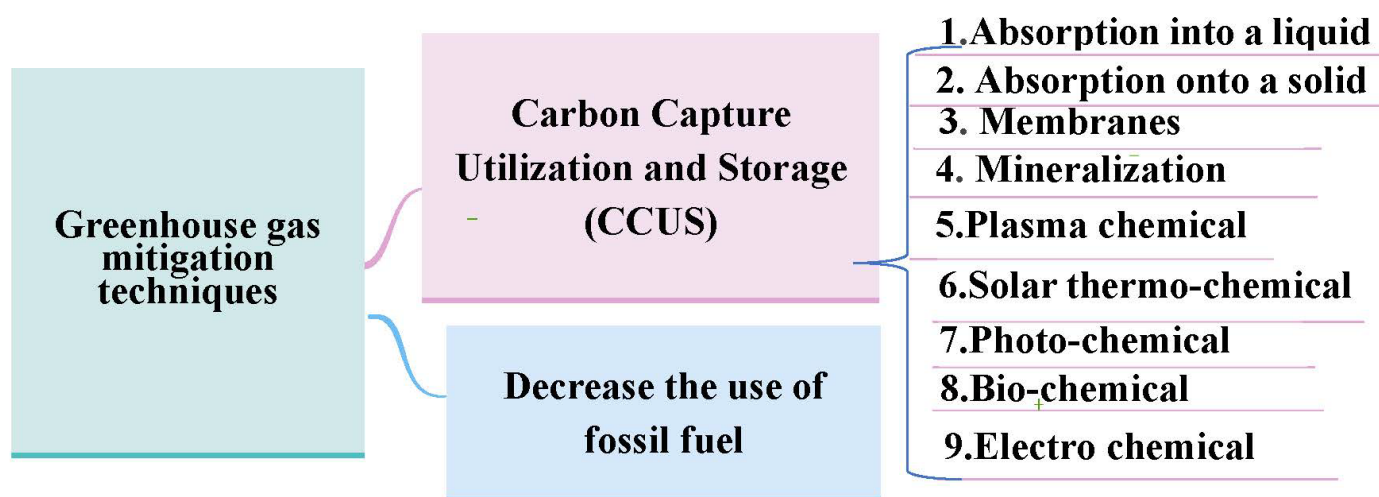 Greenhouse gas
mitigation
techniques
Carbon Capture
Utilization and Storage
(CCUS)
Decrease the use of
fossil fuel
1.Absorption into a liquid
2. Absorption onto a solid
3. Membranes
4. Mineralization
5.Plasma chemical
6.Solar thermo-chemical
7.Photo-chemical
8.Bio-chemical
9.Electro chemical